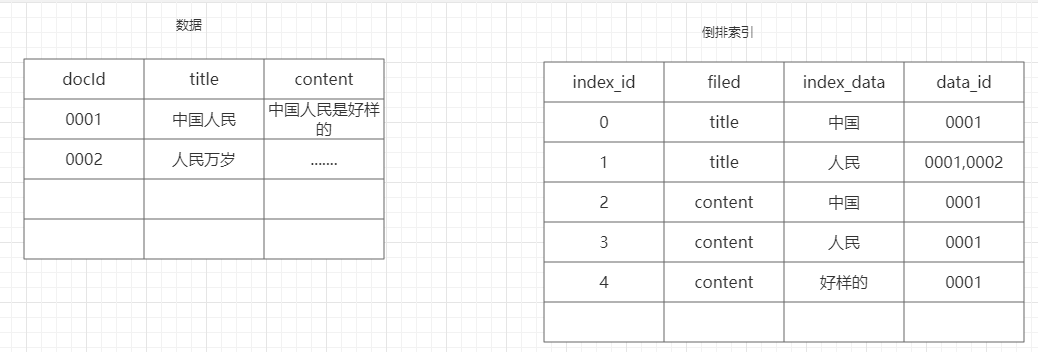 数据
docId title content
0001 中国人民 中国人民是好样的
0002 人民万岁 .......
倒排索引
index_id filed index_data data_id
0 title 中国 0001
1 title 人民 0001,0002
2 content 中国 0001
3 content 人民 0001
4 content 好样的 0001